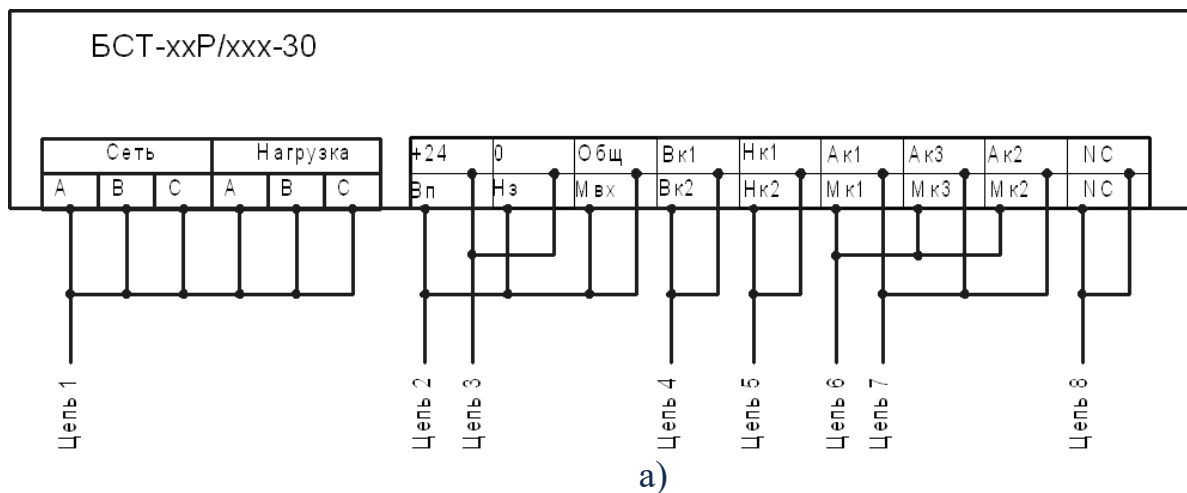 БСТ-xxР/xxx-30
Сеть Нагрузка
А В С А В С
+24 0 Общ Вк1 Нк1 Ак1 Ак3 Ак2 NC
Вп Нз Мвх Вк2 Нк2 Мк1 Мк3 Мк2 NC
Цепь 1 Цепь 2 Цепь 3 Цепь 4 Цепь 5 Цепь 6 Цепь 7 Цепь 8
а)